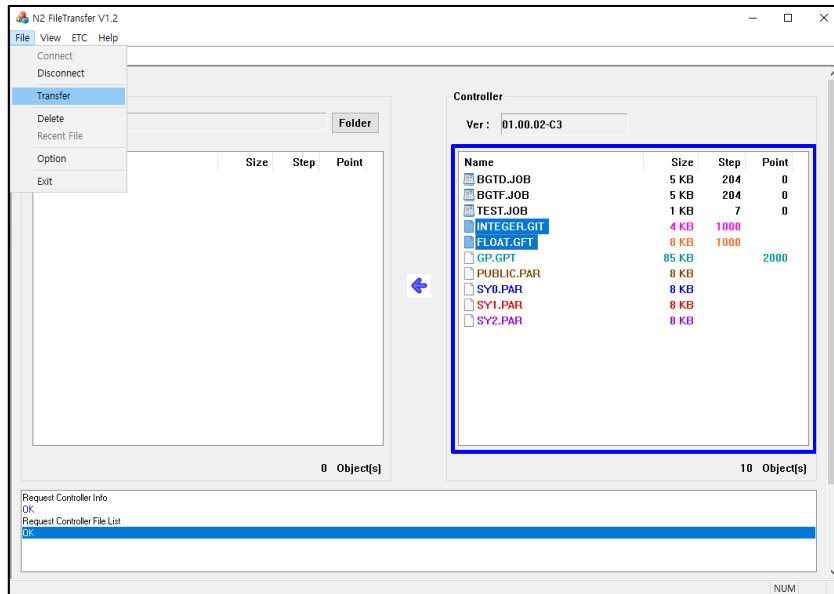 N2 FileTransfer V1.2
File View ETC Help
Connect
Disconnect
Transfer
Delete
Recent File
Option
Exit
Folder
Size Step Point
0 Object(s)
Controller
Ver : 01.00.02-C3
Name Size Step Point
BGTD.JOB 5 KB 204 0
BGTF.JOB 5 KB 204 0
TEST.JOB 1 KB 7 0
INTEGER.GIT 4 KB 1000
FLOAT.GFT 8 KB 1000
GP.GPT 85 KB 2000
PUBLIC.PAR 8 KB
SY0.PAR 8 KB
SY1.PAR 8 KB
SY2.PAR 8 KB
10 Object(s)
Request Controller Info
OK
Request Controller File List
OK
NUM